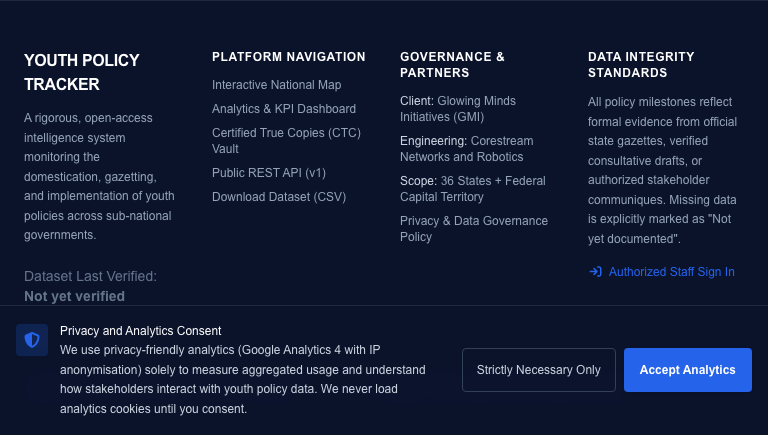 YOUTH POLICY
TRACKER
A rigorous, open-access
intelligence system
monitoring the
domestication, gazetting,
and implementation of youth
policies across sub-national
governments.
Dataset Last Verified:
Not yet verified
PLATFORM NAVIGATION
Interactive National Map
Analytics & KPI Dashboard
Certified True Copies (CTC)
Vault
Public REST API (v1)
Download Dataset (CSV)
GOVERNANCE &
PARTNERS
Client: Glowing Minds
Initiatives (GMI)
Engineering: Corestream
Networks and Robotics
Scope: 36 States + Federal
Capital Territory
Privacy & Data Governance
Policy
DATA INTEGRITY
STANDARDS
All policy milestones reflect
formal evidence from official
state gazettes, verified
consultative drafts, or
authorized stakeholder
communiques. Missing data
is explicitly marked as "Not
yet documented".
Authorized Staff Sign In
Privacy and Analytics Consent
We use privacy-friendly analytics (Google Analytics 4 with IP
anonymisation) solely to measure aggregated usage and understand
how stakeholders interact with youth policy data. We never load
analytics cookies until you consent.
Strictly Necessary Only
Accept Analytics